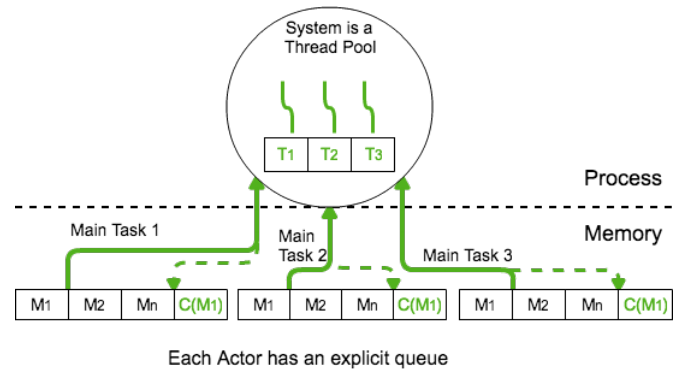 System is a
Thread Pool
T1 T2 T3
Process
Memory
Main Task 1
Main
Task 2
Main Task 3
M1 M2 Mn C(M1)
M1 M2 Mn C(M1)
M1 M2 Mn C(M1)
Each Actor has an explicit queue